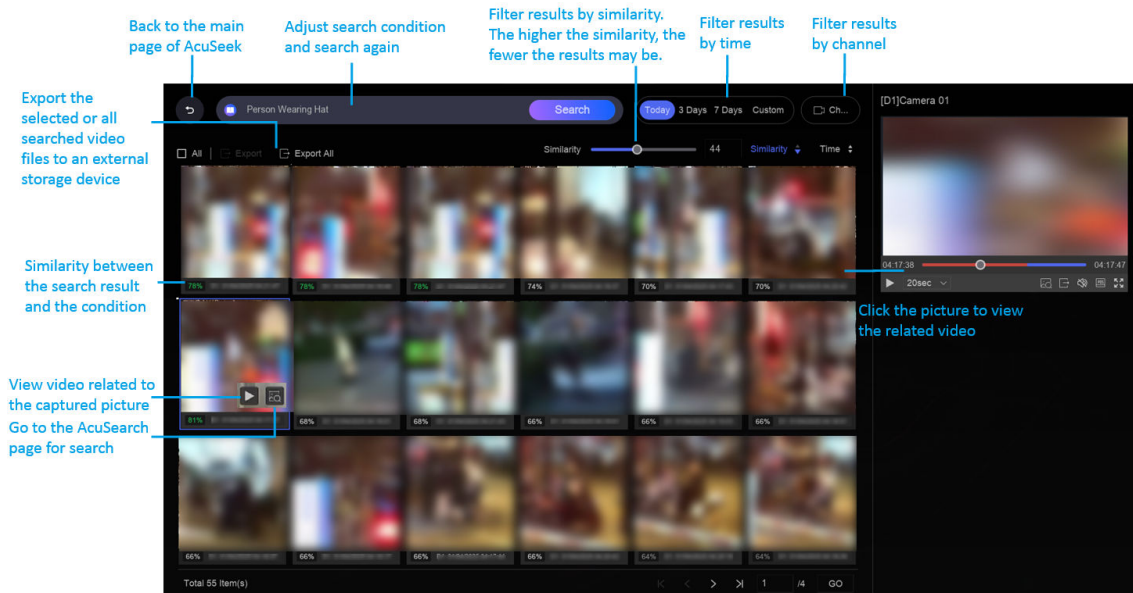 Back to the main
page of AcuSeek
Adjust search condition
and search again
Filter results by similarity.
The higher the similarity, the
fewer the results may be.
Filter results
by time
Filter results
by channel
Export the
selected or all
searched video
files to an external
storage device
Person Wearing Hat
Search
Today 3 Days 7 Days Custom
Ch...
[D1]Camera 01
All
Export
Export All
Similarity
44
Similarity
Time
Similarity between
the search result
and the condition
78%
78%
78%
74%
70%
70%
04:17:38
04:17:47
20sec
Click the picture to view
the related video
View video related to
the captured picture
Go to the AcuSearch
page for search
81%
68%
68%
66%
66%
66%
66%
66%
66%
66%
64%
64%
Total 55 Item(s)
1
/4
GO